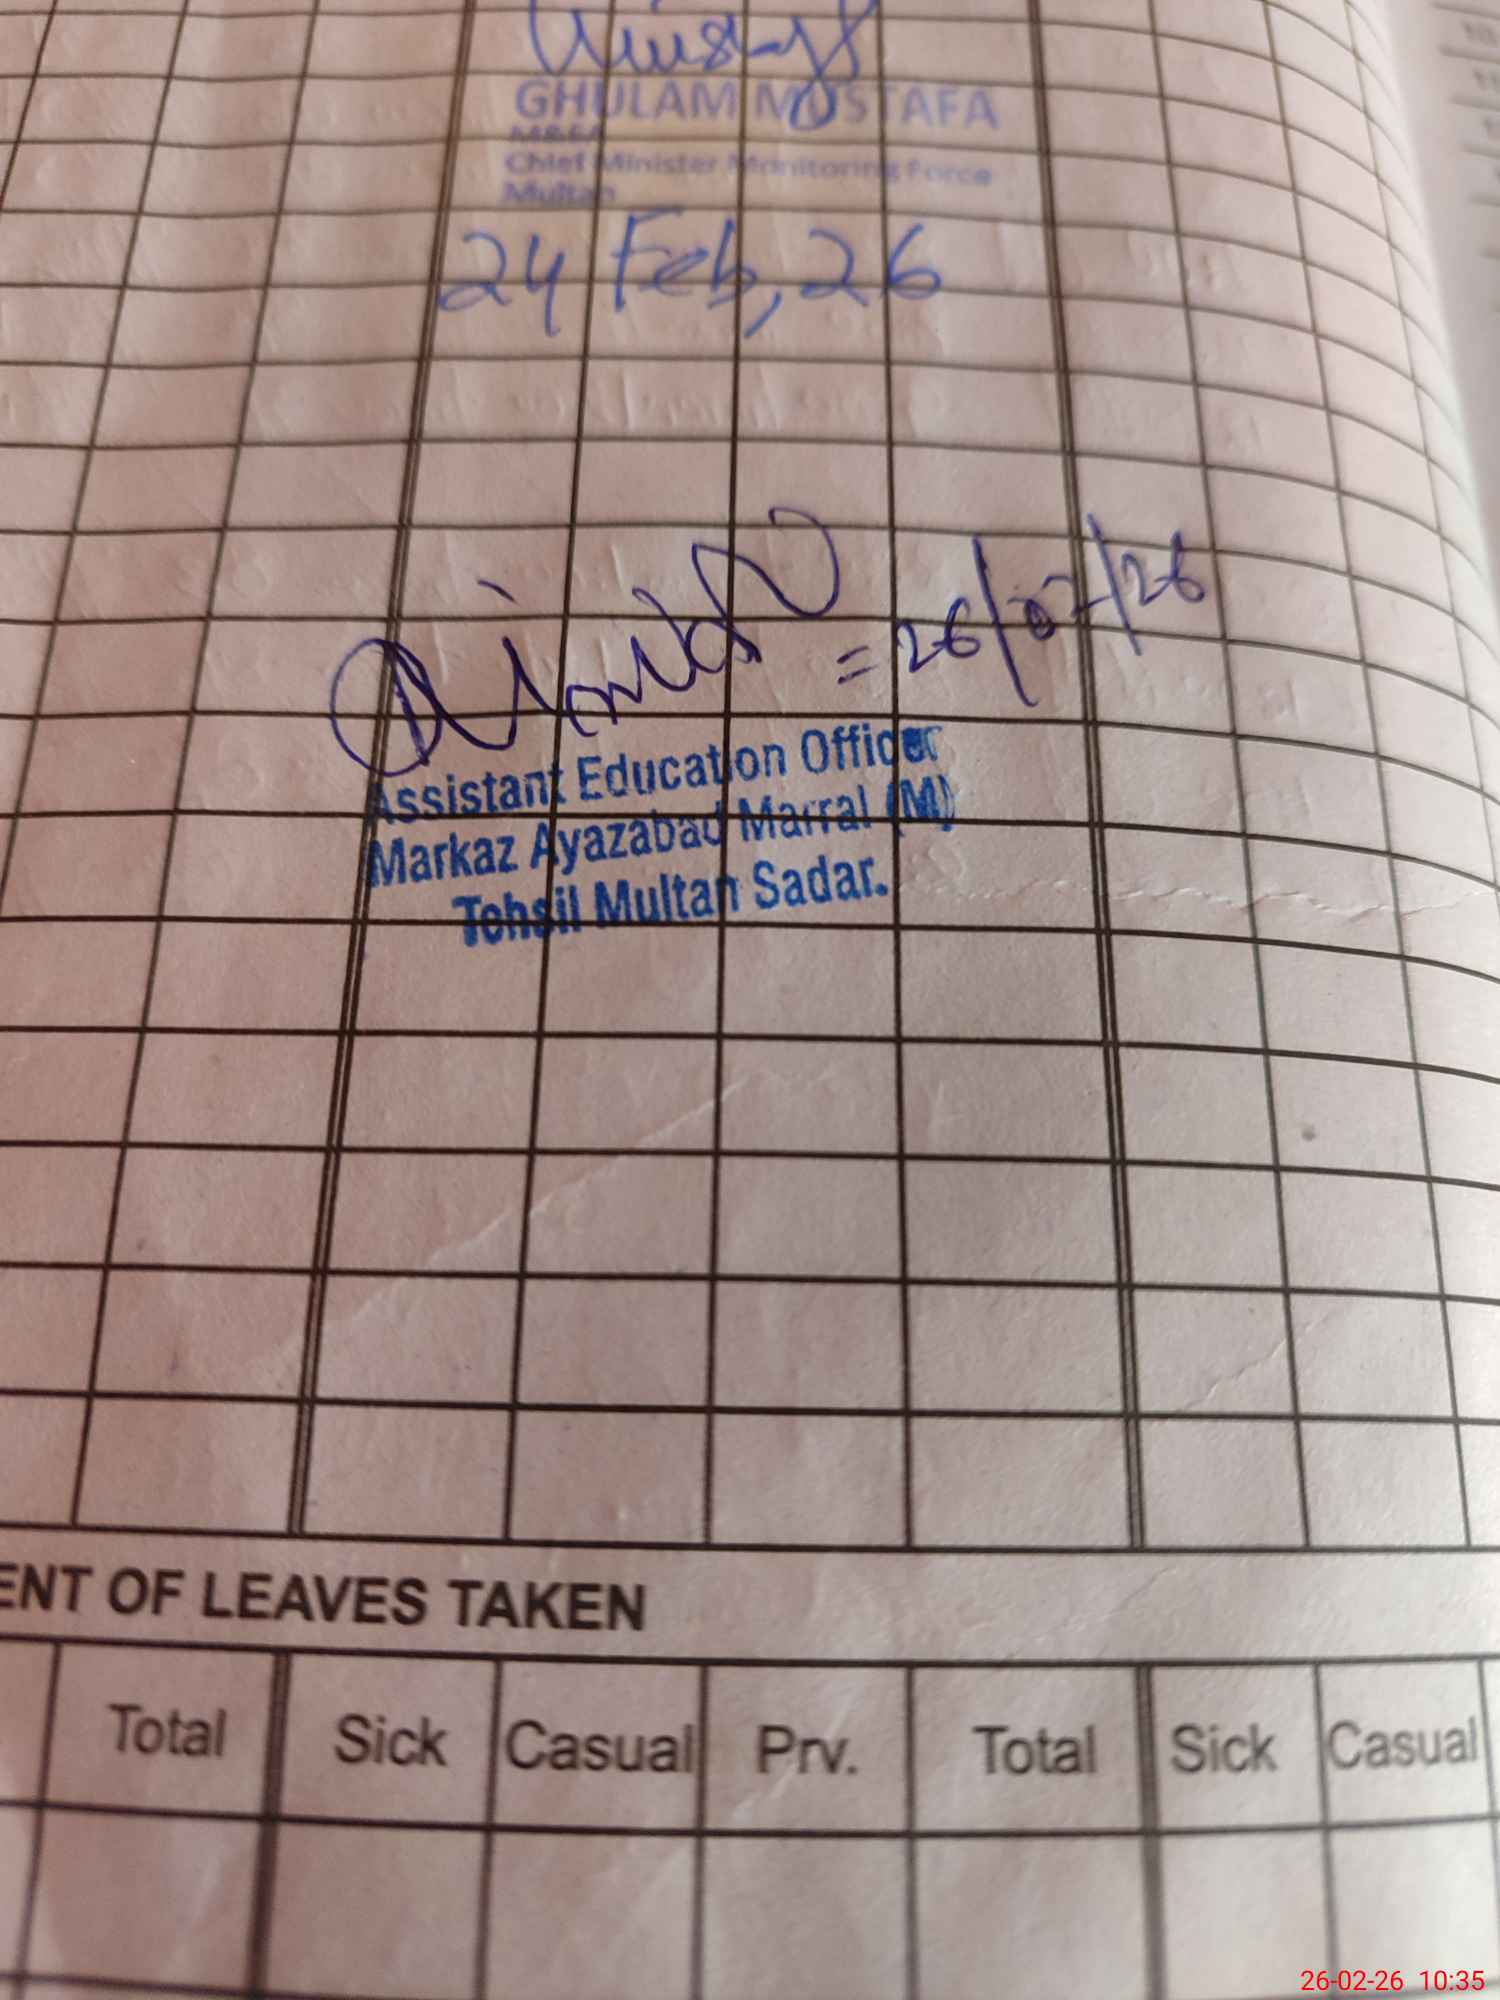 GHULAM MUSTAFA
M&EA
Chief Minister Monitoring Force
Multan
24 Feb, 26
= 26/02/26
Assistant Education Officer
Markaz Ayazabad Marral (M)
Tehsil Multan Sadar.
ENT OF LEAVES TAKEN
Total Sick Casual Prv. Total Sick Casual
26-02-26 10:35